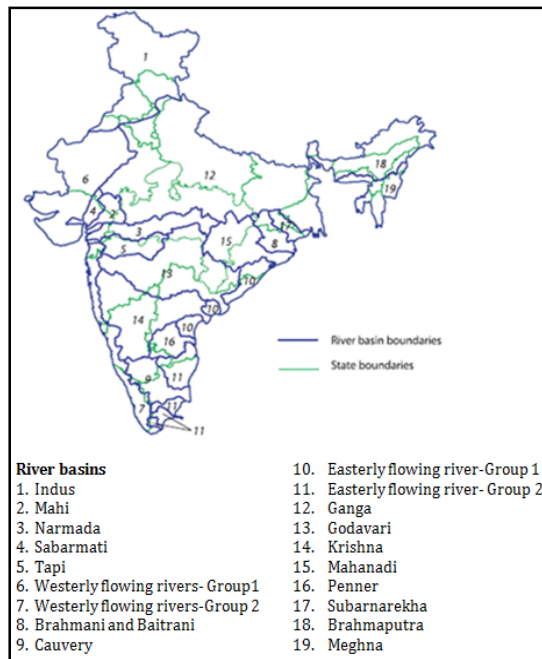 1
6
12
18
19
4
2
3
17
15
8
5
13
10
10
14
10
16
9
11
7
11
11
River basin boundaries
State boundaries
River basins
1. Indus
2. Mahi
3. Narmada
4. Sabarmati
5. Tapi
6. Westerly flowing rivers- Group1
7. Westerly flowing rivers-Group 2
8. Brahmani and Baitrani
9. Cauvery
10. Easterly flowing river-Group 1
11. Easterly flowing river- Group 2
12. Ganga
13. Godavari
14. Krishna
15. Mahanadi
16. Penner
17. Subarnarekha
18. Brahmaputra
19. Meghna